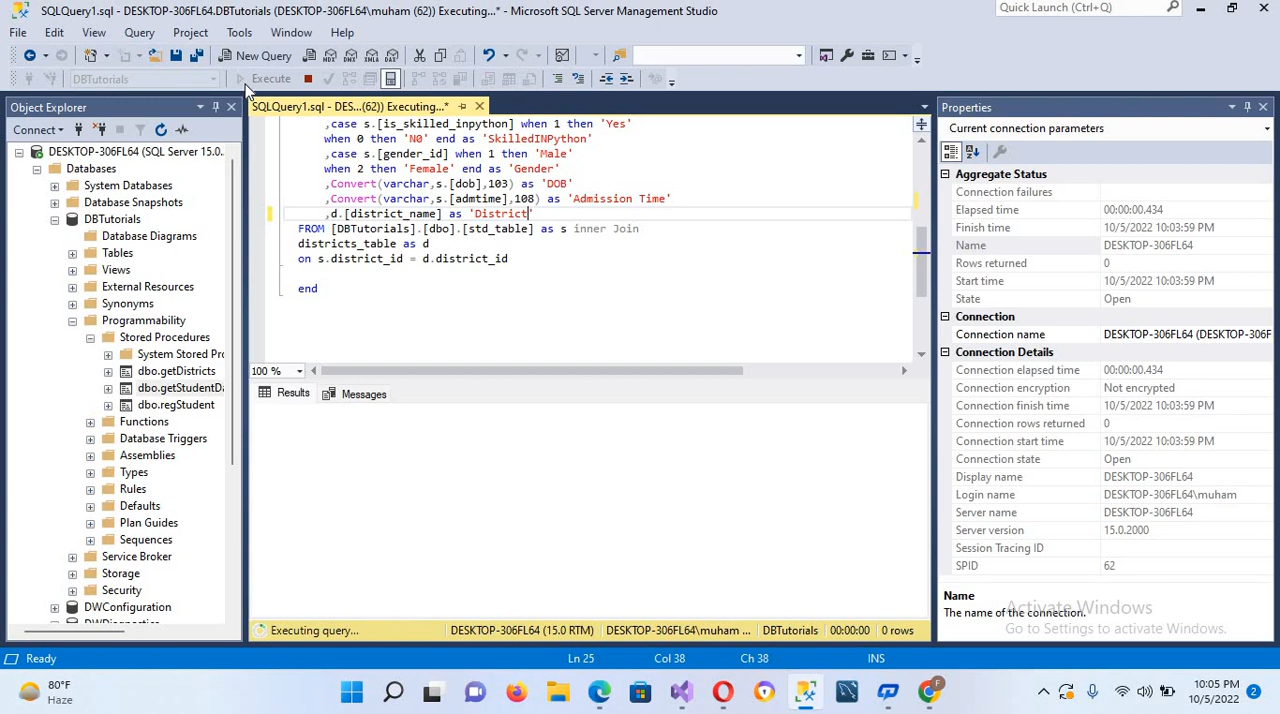 SQLQuery1.sql - DESKTOP-306FL64.DBTutorials (DESKTOP-306FL64\muham (62)) Executing...* - Microsoft SQL Server Management Studio
Quick Launch (Ctrl+Q)
File Edit View Query Project Tools Window Help
New Query
DBTutorials
Execute
Object Explorer
Connect
DESKTOP-306FL64 (SQL Server 15.0
Databases
System Databases
Database Snapshots
DBTutorials
Database Diagrams
Tables
Views
External Resources
Synonyms
Programmability
Stored Procedures
System Stored Pro
dbo.getDistricts
dbo.getStudentDa
dbo.regStudent
Functions
Database Triggers
Assemblies
Types
Rules
Defaults
Plan Guides
Sequences
Service Broker
Storage
Security
DWConfiguration
DWDiagnostics
SQLQuery1.sql - DES...(62)) Executing...*
,case s.[is_skilled_inpython] when 1 then 'Yes'
when 0 then 'N0' end as 'SkilledINPython'
,case s.[gender_id] when 1 then 'Male'
when 2 then 'Female' end as 'Gender'
,Convert(varchar,s.[dob],103) as 'DOB'
,Convert(varchar,s.[admtime],108) as 'Admission Time'
,d.[district_name] as 'District'
FROM [DBTutorials].[dbo].[std_table] as s inner Join
districts_table as d
on s.district_id = d.district_id
end
100 %
Results
Messages
Executing query...
DESKTOP-306FL64 (15.0 RTM)
DESKTOP-306FL64\muham ...
DBTutorials
00:00:00
0 rows
Properties
Current connection parameters
Aggregate Status
Connection failures
Elapsed time 00:00:00.434
Finish time 10/5/2022 10:03:59 PM
Name DESKTOP-306FL64
Rows returned 0
Start time 10/5/2022 10:03:59 PM
State Open
Connection
Connection name DESKTOP-306FL64 (DESKTOP-306F
Connection Details
Connection elapsed time 00:00:00.434
Connection encryption Not encrypted
Connection finish time 10/5/2022 10:03:59 PM
Connection rows returned 0
Connection start time 10/5/2022 10:03:59 PM
Connection state Open
Display name DESKTOP-306FL64
Login name DESKTOP-306FL64\muham
Server name DESKTOP-306FL64
Server version 15.0.2000
Session Tracing ID
SPID 62
Name
The name of the connection.
Activate Windows
Go to Settings to activate Windows.
Ready
Ln 25
Col 38
Ch 38
INS
80°F
Haze
10:05 PM
10/5/2022
2